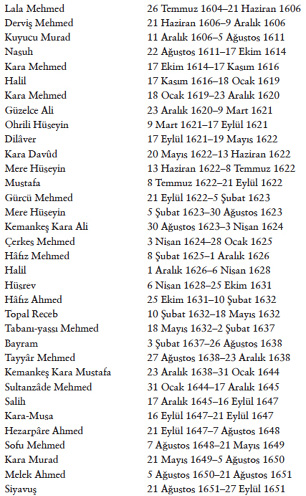 Lala Mehmed 26 Temmuz 1604–21 Haziran 1606
Derviş Mehmed 21 Haziran 1606–9 Aralık 1606
Kuyucu Murad 11 Aralık 1606–5 Ağustos 1611
Naşuh 22 Ağustos 1611–17 Ekim 1614
Kara Mehmed 17 Ekim 1614–17 Kasım 1616
Halil 17 Kasım 1616–18 Ocak 1619
Kara Mehmed 18 Ocak 1619–23 Aralık 1620
Güzelce Ali 23 Aralık 1620–9 Mart 1621
Ohrili Hüseyin 9 Mart 1621–17 Eylül 1621
Dilâver 17 Eylül 1621–19 Mayıs 1622
Kara Davûd 20 Mayıs 1622–13 Haziran 1622
Mere Hüseyin 13 Haziran 1622–8 Temmuz 1622
Mustafa 8 Temmuz 1622–21 Eylül 1622
Gürcü Mehmed 21 Eylül 1622–5 Şubat 1623
Mere Hüseyin 5 Şubat 1623–30 Ağustos 1623
Kemankeş Kara Ali 30 Ağustos 1623–3 Nisan 1624
Çerkeş Mehmed 3 Nisan 1624–28 Ocak 1625
Hâfız Mehmed 8 Şubat 1625–1 Aralık 1626
Halil 1 Aralık 1626–6 Nisan 1628
Hüsrev 6 Nisan 1628–25 Ekim 1631
Hâfız Ahmed 25 Ekim 1631–10 Şubat 1632
Topal Receb 10 Şubat 1632–18 Mayıs 1632
Tabanı-yassı Mehmed 18 Mayıs 1632–2 Şubat 1637
Bayram 3 Şubat 1637–26 Ağustos 1638
Tayyâr Mehmed 27 Ağustos 1638–23 Aralık 1638
Kemankeş Kara Mustafa 23 Aralık 1638–31 Ocak 1644
Sultanzâde Mehmed 31 Ocak 1644–17 Aralık 1645
Salih 17 Aralık 1645–16 Eylül 1647
Kara-Musa 16 Eylül 1647–21 Eylül 1647
Hezarpâre Ahmed 21 Eylül 1647–7 Ağustos 1648
Sofu Mehmed 7 Ağustos 1648–21 Mayıs 1649
Kara Murad 21 Mayıs 1649–5 Ağustos 1650
Melek Ahmed 5 Ağustos 1650–21 Ağustos 1651
Siyavuş 21 Ağustos 1651–27 Eylül 1651